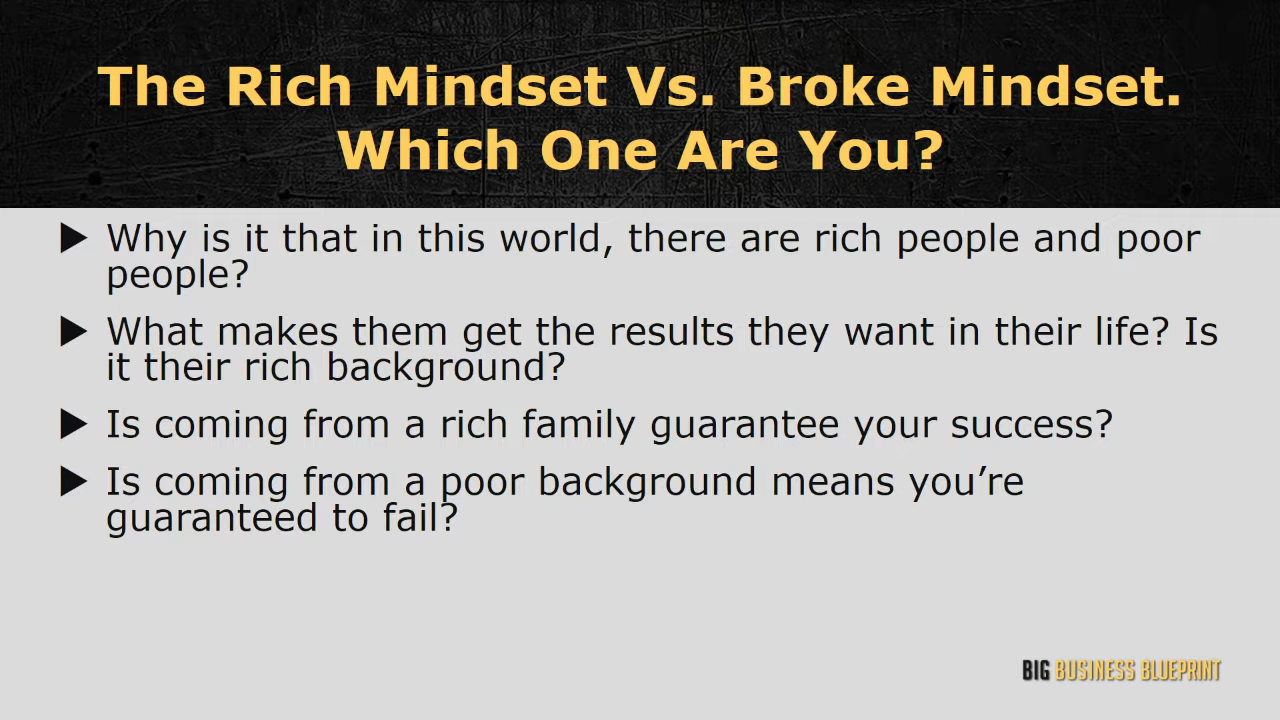 The Rich Mindset Vs. Broke Mindset.
Which One Are You?
▶ Why is it that in this world, there are rich people and poor
people?
▶ What makes them get the results they want in their life? Is
it their rich background?
▶ Is coming from a rich family guarantee your success?
▶ Is coming from a poor background means you’re
guaranteed to fail?
BIG BUSINESS BLUEPRINT